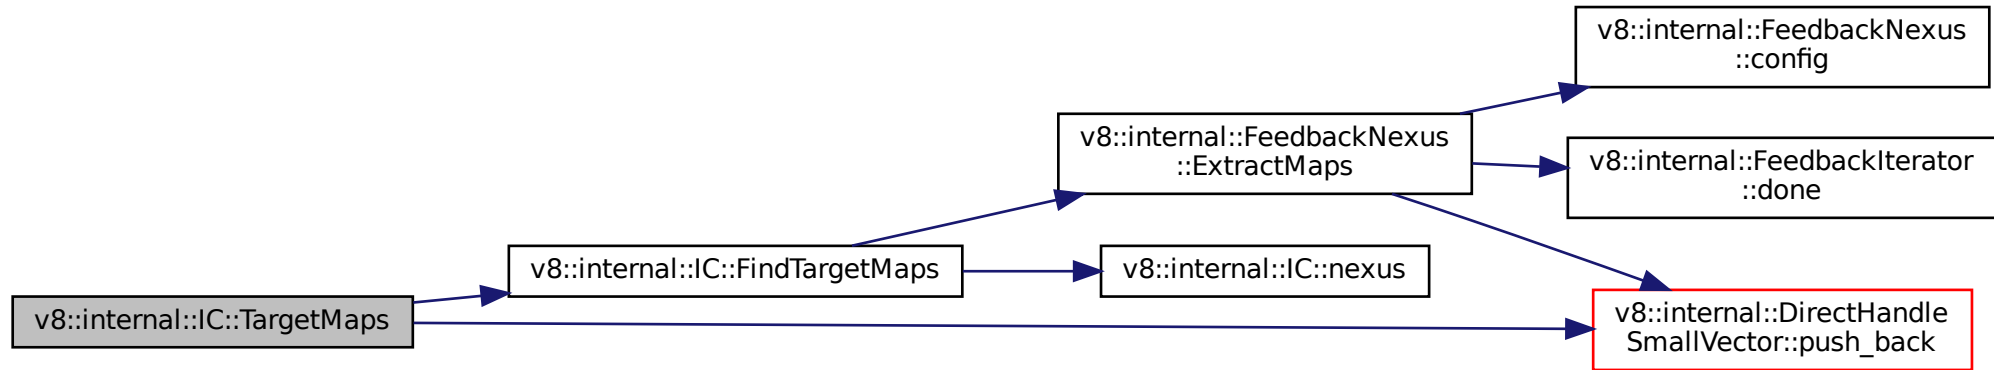 v8::internal::IC::TargetMaps
v8::internal::IC::FindTargetMaps
v8::internal::FeedbackNexus
::ExtractMaps
v8::internal::IC::nexus
v8::internal::FeedbackNexus
::config
v8::internal::FeedbackIterator
::done
v8::internal::DirectHandle
SmallVector::push_back